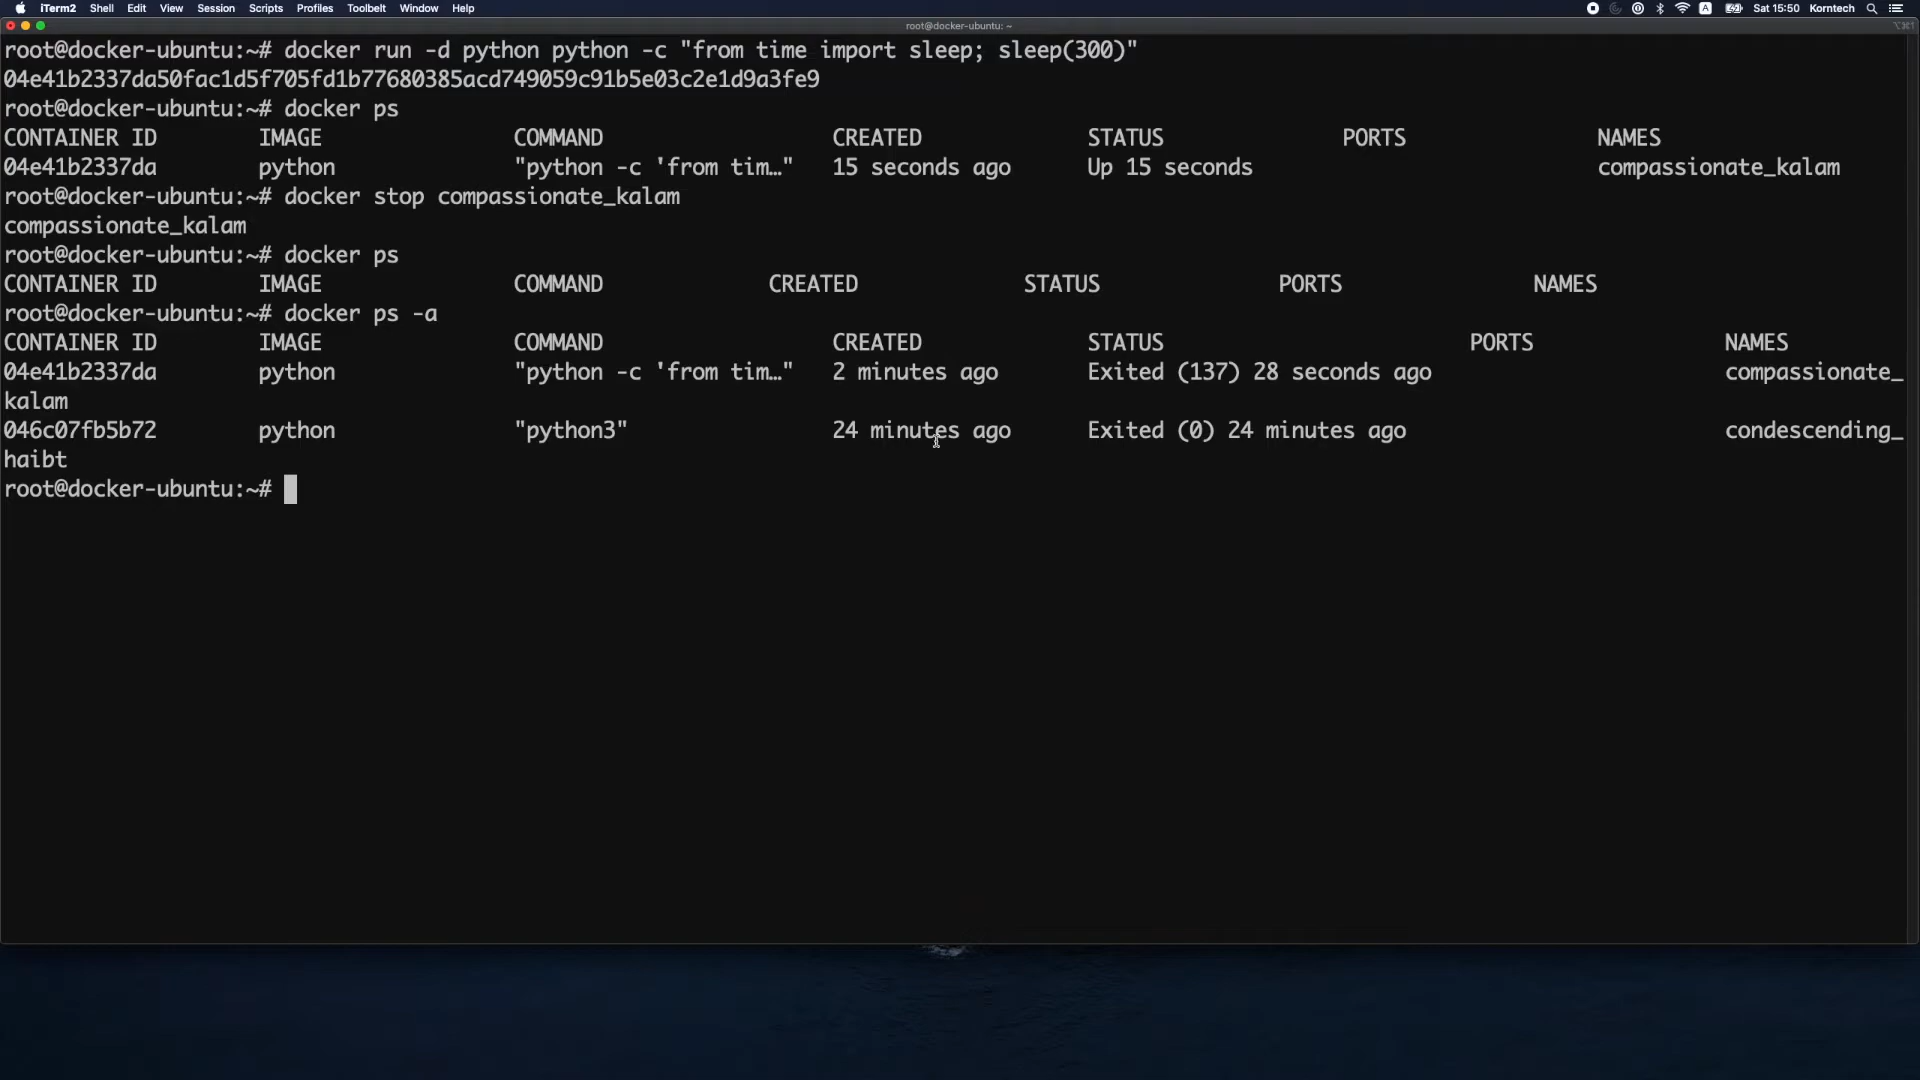 iTerm2 Shell Edit View Session Scripts Profiles Toolbelt Window Help A Sat 15:50 Korntech
root@docker-ubuntu: ~
root@docker-ubuntu:~# docker run -d python python -c "from time import sleep; sleep(300)"
04e41b2337da50fac1d5f705fd1b77680385acd749059c91b5e03c2e1d9a3fe9
root@docker-ubuntu:~# docker ps
CONTAINER ID IMAGE COMMAND CREATED STATUS PORTS NAMES
04e41b2337da python "python -c 'from tim…" 15 seconds ago Up 15 seconds compassionate_kalam
root@docker-ubuntu:~# docker stop compassionate_kalam
compassionate_kalam
root@docker-ubuntu:~# docker ps
CONTAINER ID IMAGE COMMAND CREATED STATUS PORTS NAMES
root@docker-ubuntu:~# docker ps -a
CONTAINER ID IMAGE COMMAND CREATED STATUS PORTS NAMES
04e41b2337da python "python -c 'from tim…" 2 minutes ago Exited (137) 28 seconds ago compassionate_
kalam
046c07fb5b72 python "python3" 24 minutes ago Exited (0) 24 minutes ago condescending_
haibt
root@docker-ubuntu:~#